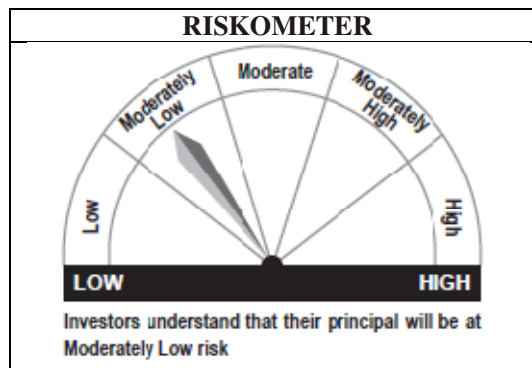 RISKOMETER
Moderate
Moderately
Low
Moderately
High
Low
High
LOW HIGH
Investors understand that their principal will be at
Moderately Low risk